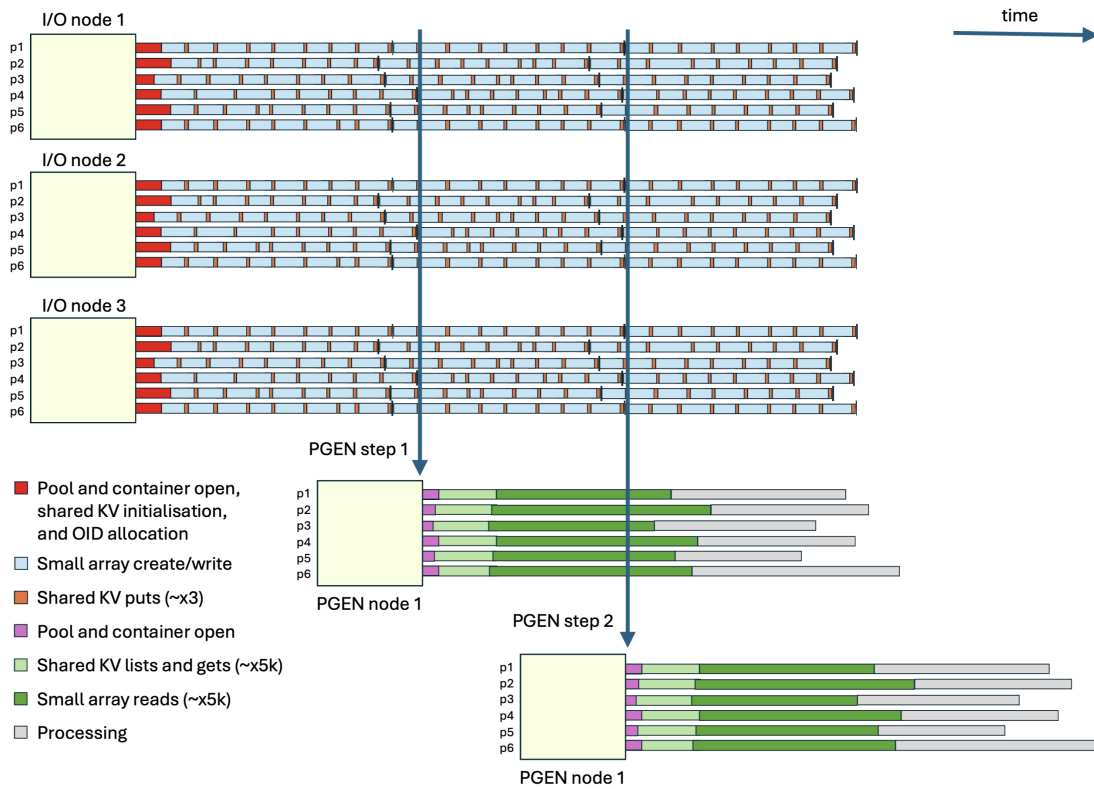 I/O node 1
time
p1
p2
p3
p4
p5
p6
I/O node 2
p1
p2
p3
p4
p5
p6
I/O node 3
p1
p2
p3
p4
p5
p6
PGEN step 1
p1
p2
p3
p4
p5
p6
PGEN node 1
PGEN step 2
p1
p2
p3
p4
p5
p6
PGEN node 1
Pool and container open,
shared KV initialisation,
and OID allocation
Small array create/write
Shared KV puts (~x3)
Pool and container open
Shared KV lists and gets (~x5k)
Small array reads (~x5k)
Processing